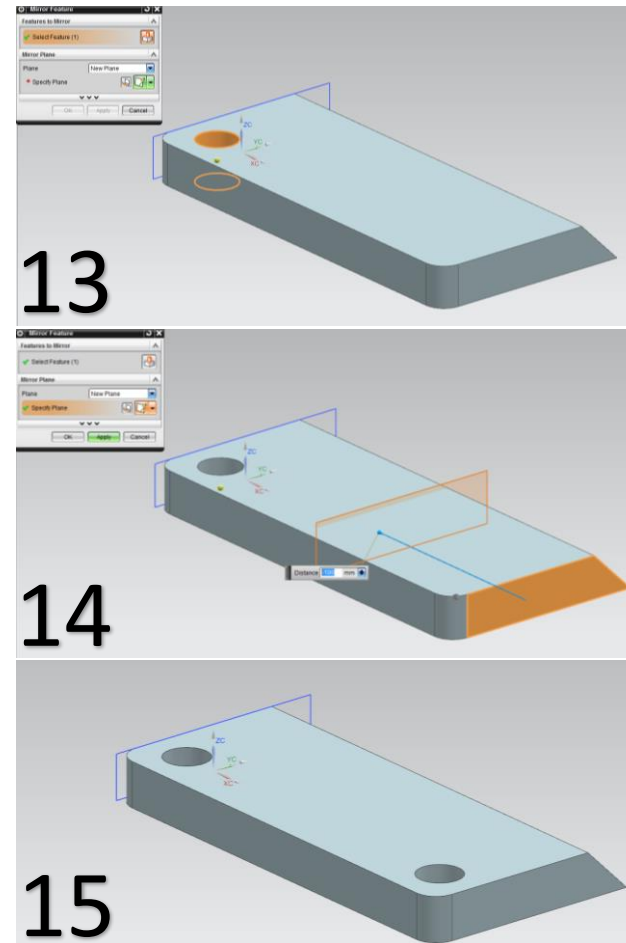 Mirror Feature
Features to Mirror
Select Feature (1)
Mirror Plane
Plane New Plane
* Specify Plane
OK Apply Cancel
ZC
YC
XC
13
Mirror Feature
Features to Mirror
Select Feature (1)
Mirror Plane
Plane New Plane
Specify Plane
OK Apply Cancel
ZC
YC
XC
Distance mm
14
ZC
YC
XC
15